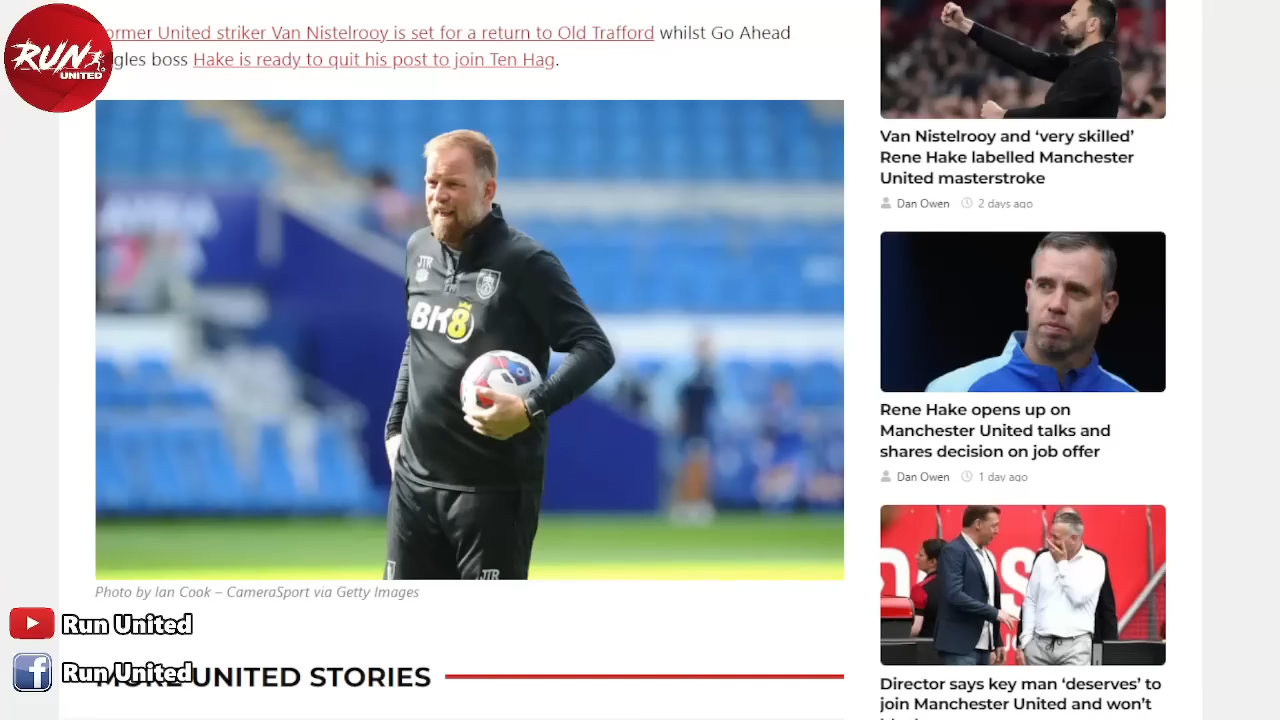 RUN
UNITED
ormer United striker Van Nistelrooy is set for a return to Old Trafford whilst Go Ahead
gles boss Hake is ready to quit his post to join Ten Hag.
JTR
BK8
JTR
Photo by Ian Cook – CameraSport via Getty Images
Run United
Run United
MORE UNITED STORIES
Van Nistelrooy and ‘very skilled’
Rene Hake labelled Manchester
United masterstroke
Dan Owen 2 days ago
Rene Hake opens up on
Manchester United talks and
shares decision on job offer
Dan Owen 1 day ago
Director says key man ‘deserves’ to
join Manchester United and won’t